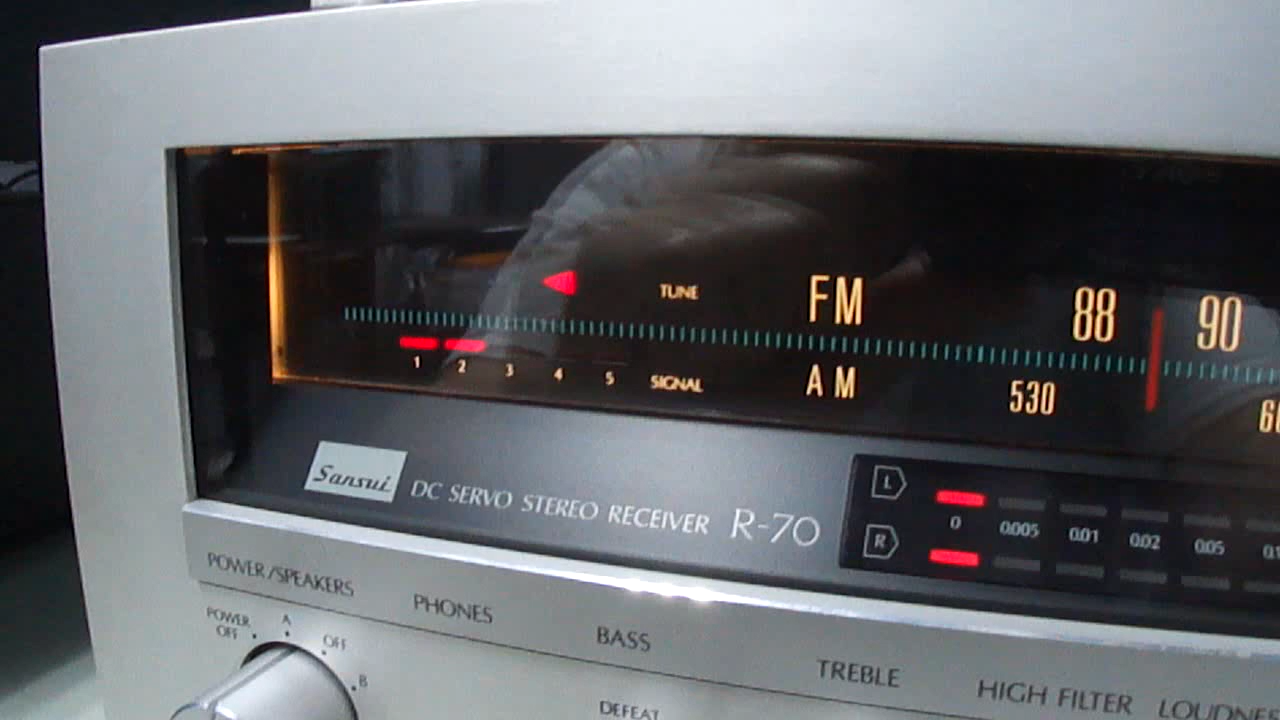 TUNE FM 88 90
1 2 3 4 5 SIGNAL AM 530
Sansui DC SERVO STEREO RECEIVER R-70
L
0 0.005 0.01 0.02 0.05
R
POWER/SPEAKERS PHONES BASS TREBLE HIGH FILTER
POWER OFF A OFF B
DEFEAT